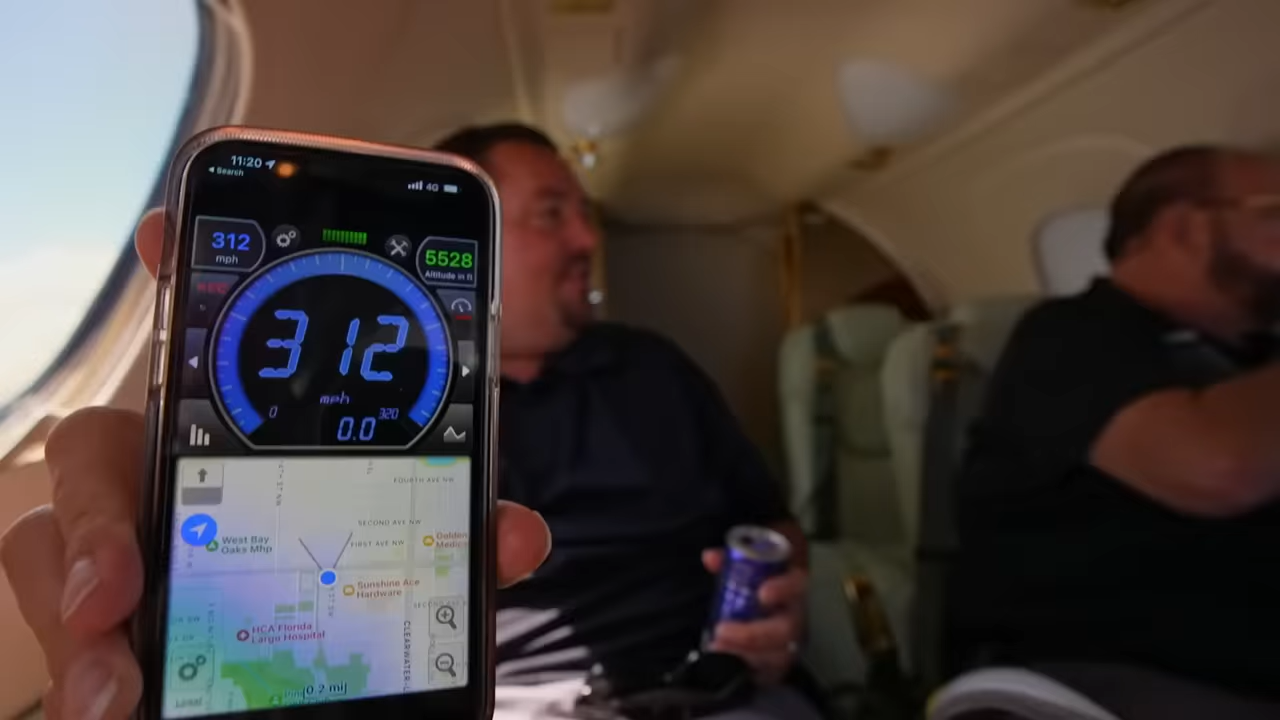 11:20
Search
4G
312
mph
5528
Altitude in ft
312
mph
0
320
0.0
FOURTH AVE NW
SECOND AVE NW
FIRST AVE NW
West Bay
Oaks Mhp
Golden
Sunshine Ace
Hardware
HCA Florida
Largo Hospital
CLEARWATER-L
0.2 mi